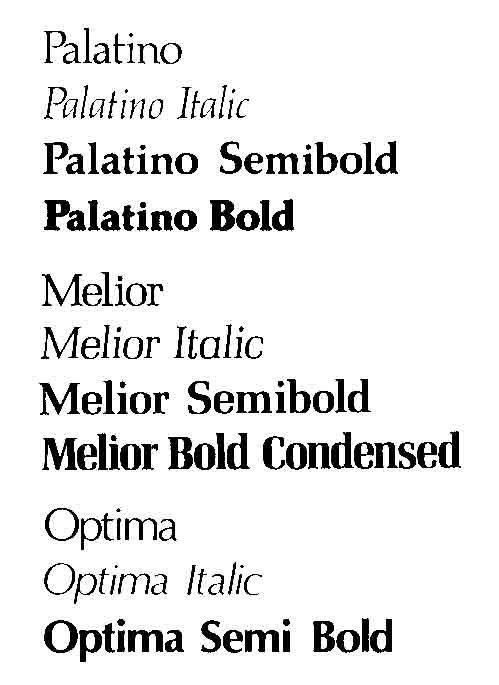 Palatino
Palatino Italic
Palatino Semibold
Palatino Bold
Melior
Melior Italic
Melior Semibold
Melior Bold Condensed
Optima
Optima Italic
Optima Semi Bold